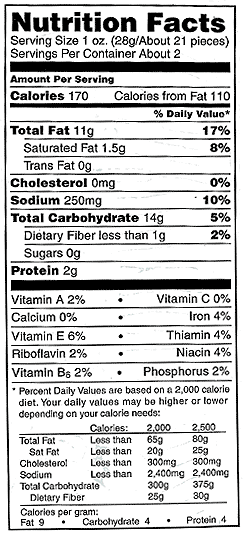 Nutrition Facts
Serving Size 1 oz. (28g/About 21 pieces)
Servings Per Container About 2
Amount Per Serving
Calories 170 Calories from Fat 110
% Daily Value*
Total Fat 11g 17%
Saturated Fat 1.5g 8%
Trans Fat 0g
Cholesterol 0mg 0%
Sodium 250mg 10%
Total Carbohydrate 14g 5%
Dietary Fiber less than 1g 2%
Sugars 0g
Protein 2g
Vitamin A 2% • Vitamin C 0%
Calcium 0% • Iron 4%
Vitamin E 6% • Thiamin 4%
Riboflavin 2% • Niacin 4%
Vitamin B6 2% • Phosphorus 2%
* Percent Daily Values are based on a 2,000 calorie
diet. Your daily values may be higher or lower
depending on your calorie needs:
Calories: 2,000 2,500
Total Fat Less than 65g 80g
Sat Fat Less than 20g 25g
Cholesterol Less than 300mg 300mg
Sodium Less than 2,400mg 2,400mg
Total Carbohydrate 300g 375g
Dietary Fiber 25g 30g
Calories per gram:
Fat 9 • Carbohydrate 4 • Protein 4